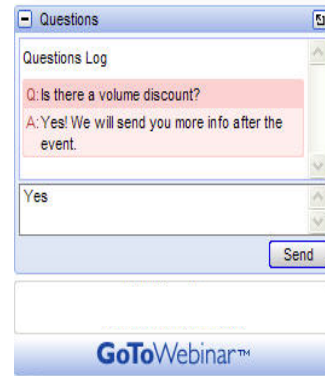 Questions
Questions Log
Q: Is there a volume discount?
A: Yes! We will send you more info after the
event.
Yes
Send
GoToWebinar™